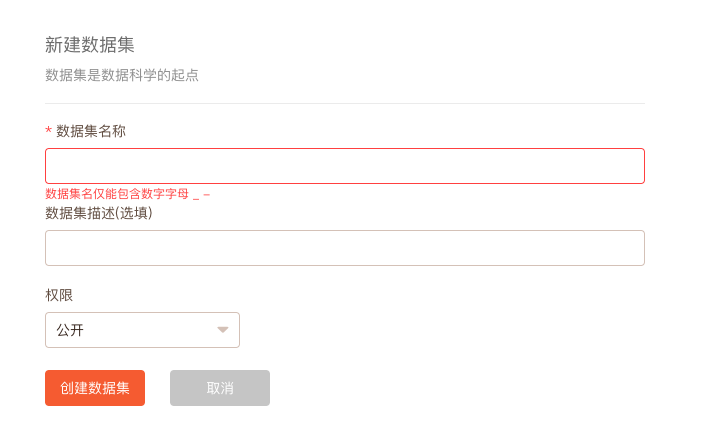 新建数据集
数据集是数据科学的起点
* 数据集名称
数据集名仅能包含数字字母 _ –
数据集描述(选填)
权限
公开
创建数据集
取消